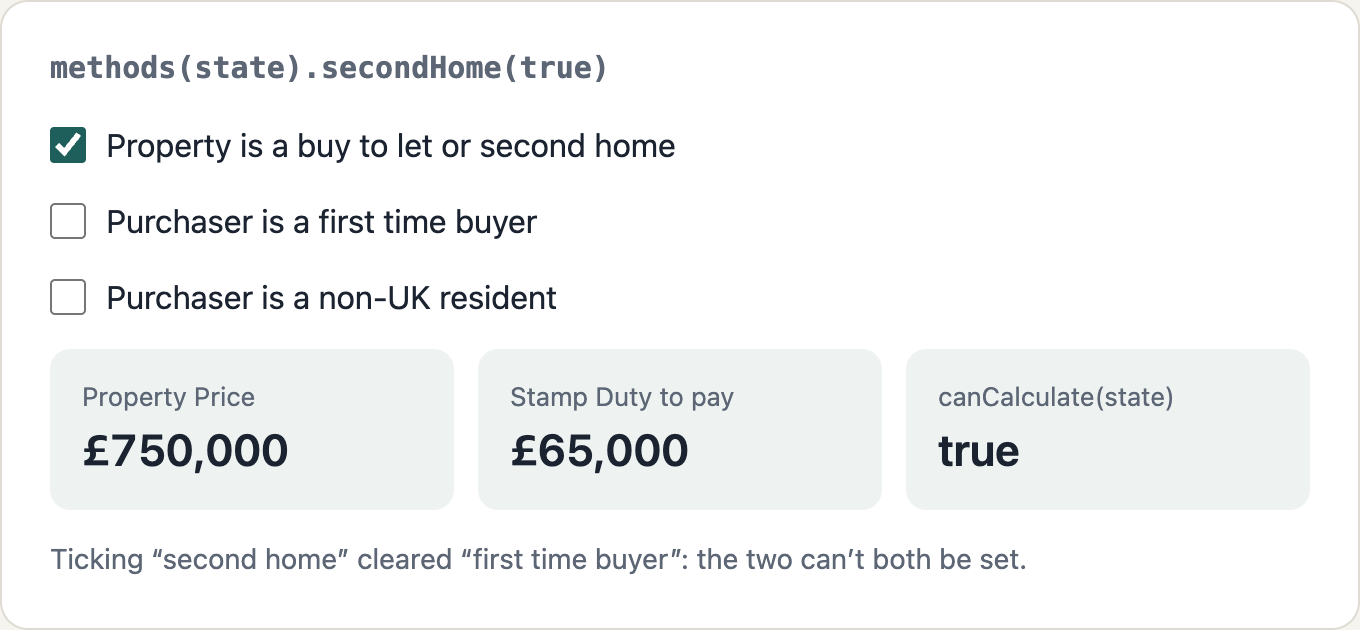 methods(state).secondHome(true)
Property is a buy to let or second home
Purchaser is a first time buyer
Purchaser is a non-UK resident
Property Price
£750,000
Stamp Duty to pay
£65,000
canCalculate(state)
true
Ticking “second home” cleared “first time buyer”: the two can’t both be set.